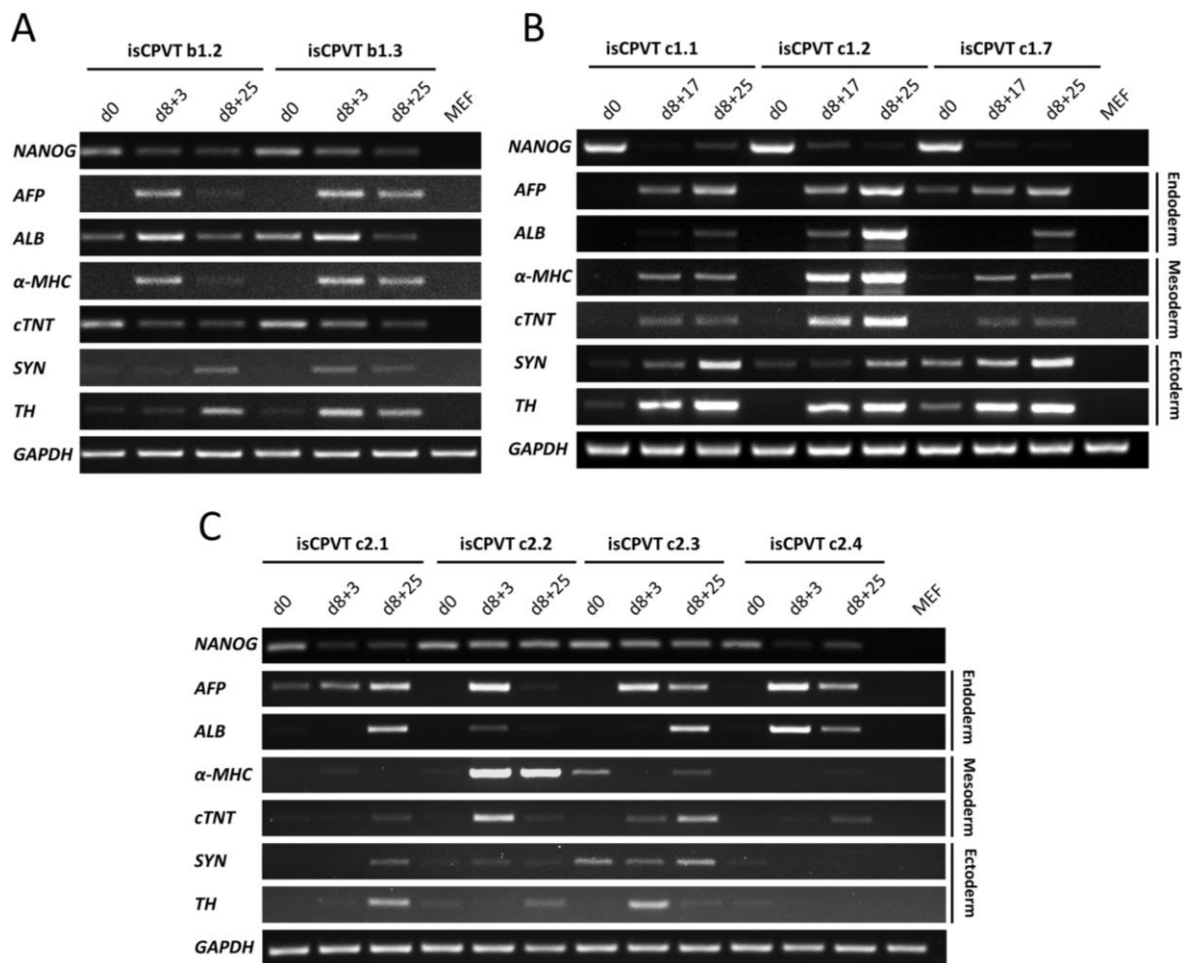 A
isCPVT b1.2 isCPVT b1.3
d0 d8+3 d8+25 d0 d8+3 d8+25 MEF
NANOG
AFP
ALB
α-MHC
cTNT
SYN
TH
GAPDH
B
isCPVT c1.1 isCPVT c1.2 isCPVT c1.7
d0 d8+17 d8+25 d0 d8+17 d8+25 d0 d8+17 d8+25 MEF
NANOG
AFP
ALB
α-MHC
cTNT
SYN
TH
GAPDH
Endoderm
Mesoderm
Ectoderm
C
isCPVT c2.1 isCPVT c2.2 isCPVT c2.3 isCPVT c2.4
d0 d8+3 d8+25 d0 d8+3 d8+25 d0 d8+3 d8+25 d0 d8+3 d8+25 MEF
NANOG
AFP
ALB
α-MHC
cTNT
SYN
TH
GAPDH
Endoderm
Mesoderm
Ectoderm